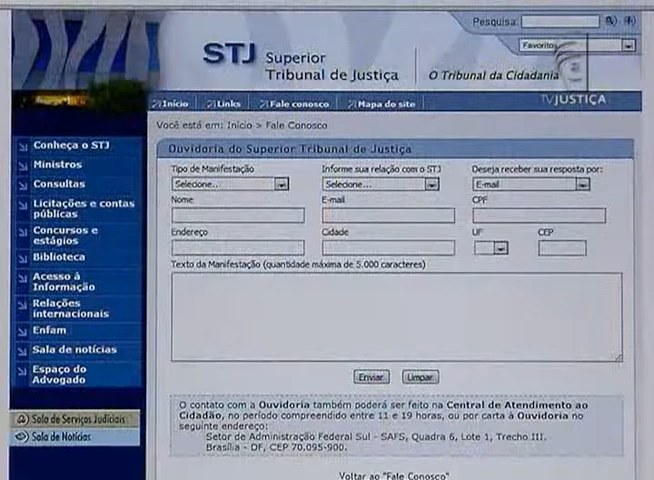 Pesquisa:
Favoritos
STJ Superior
Tribunal de Justiça
O Tribunal da Cidadania
TVJUSTIÇA
Início Links Fale conosco Mapa do site
Você está em: Início > Fale Conosco
Conheça o STJ
Ministros
Consultas
Licitações e contas
públicas
Concursos e
estágios
Biblioteca
Acesso à
Informação
Relações
internacionais
Enfam
Sala de notícias
Espaço do
Advogado
Sala de Serviços Judiciais
Sala de Notícias
Ouvidoria do Superior Tribunal de Justiça
Tipo de Manifestação Informe sua relação com o STJ Deseja receber sua resposta por:
Selecione... Selecione... E-mail
Nome E-mail CPF
Endereço Cidade UF CEP
Texto da Manifestação (quantidade máxima de 5.000 caracteres)
Enviar Limpar
O contato com a Ouvidoria também poderá ser feito na Central de Atendimento ao
Cidadão, no período compreendido entre 11 e 19 horas, ou por carta à Ouvidoria no
seguinte endereço:
Setor de Administração Federal Sul - SAFS, Quadra 6, Lote 1, Trecho III.
Brasília - DF, CEP 70.095-900.
Voltar ao "Fale Conosco"